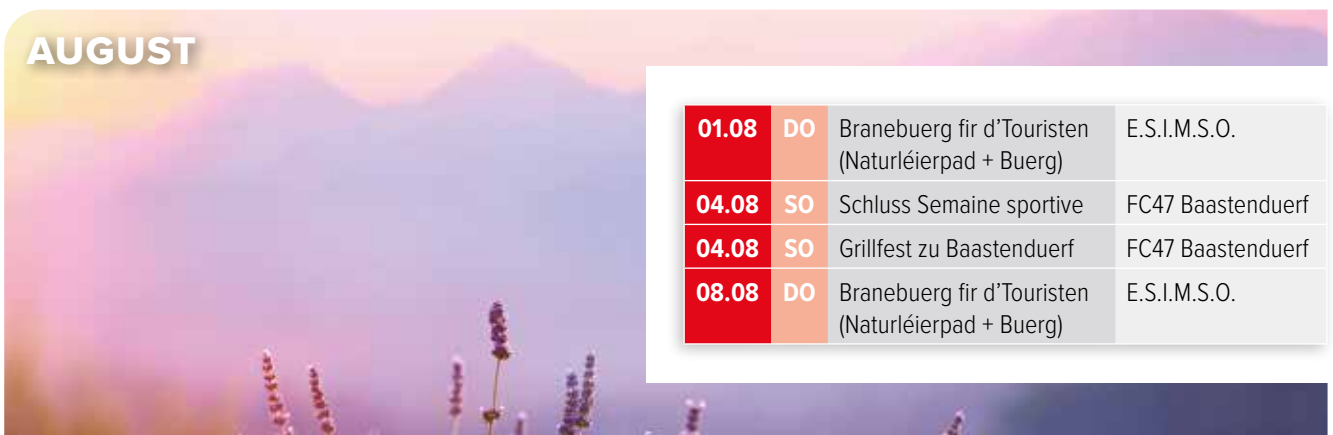 AUGUST
01.08 DO Branebuerg fir d'Touristen E.S.I.M.S.O.
(Naturléierpad + Buerg)
04.08 SO Schluss Semaine sportive FC47 Baastenduerf
04.08 SO Grillfest zu Baastenduerf FC47 Baastenduerf
08.08 DO Branebuerg fir d'Touristen E.S.I.M.S.O.
(Naturléierpad + Buerg)